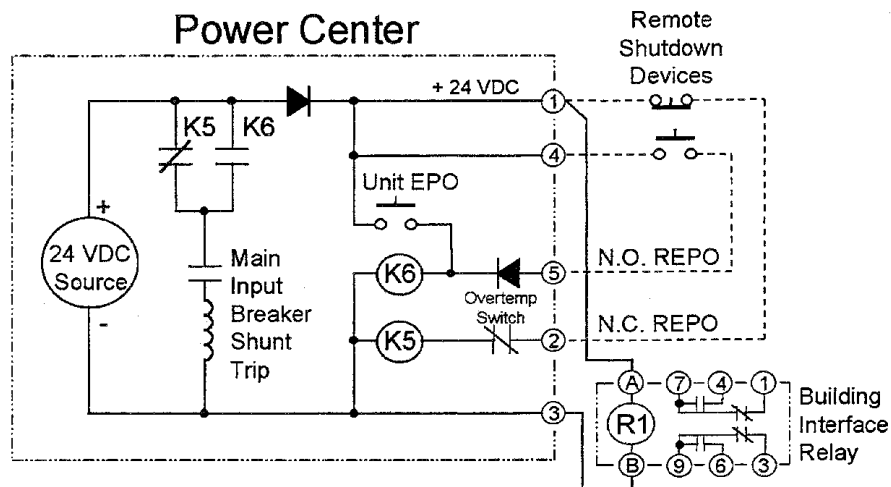 Power Center
Remote
Shutdown
Devices
+ 24 VDC
1
K5
K6
4
Unit EPO
+
24 VDC
Source
-
Main
Input
Breaker
Shunt
Trip
K6
5
N.O. REPO
Overtemp
Switch
K5
2
N.C. REPO
3
A
7
4
1
R1
B
9
6
3
Building
Interface
Relay